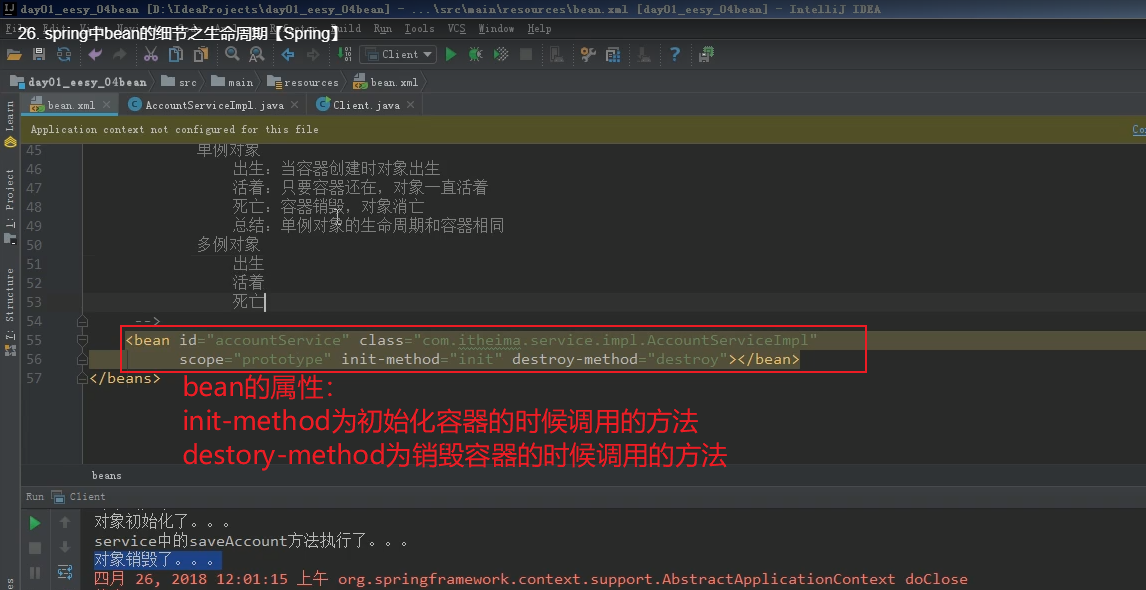 day01_eesy_04bean [D:\IdeaProjects\day01_eesy_04bean] - ...\src\main\resources\bean.xml [day01_eesy_04bean] - IntelliJ IDEA
26. spring中bean的细节之生命周期【Spring】
Build Run Tools VCS Window Help
Client
day01_eesy_04bean src main resources bean.xml
bean.xml AccountServiceImpl.java Client.java
Learn
Application context not configured for this file
1: Project
7: Structure
45 单例对象
46 出生：当容器创建时对象出生
47 活着：只要容器还在，对象一直活着
48 死亡：容器销毁，对象消亡
49 总结：单例对象的生命周期和容器相同
50 多例对象
51 出生
52 活着
53 死亡
54 -->
55 <bean id="accountService" class="com.itheima.service.impl.AccountServiceImpl"
56 scope="prototype" init-method="init" destroy-method="destroy"></bean>
57 </beans>
bean的属性：
init-method为初始化容器的时候调用的方法
destory-method为销毁容器的时候调用的方法
beans
Run Client
对象初始化了。。。
service中的saveAccount方法执行了。。。
对象销毁了。。。
四月 26, 2018 12:01:15 上午 org.springframework.context.support.AbstractApplicationContext doClose